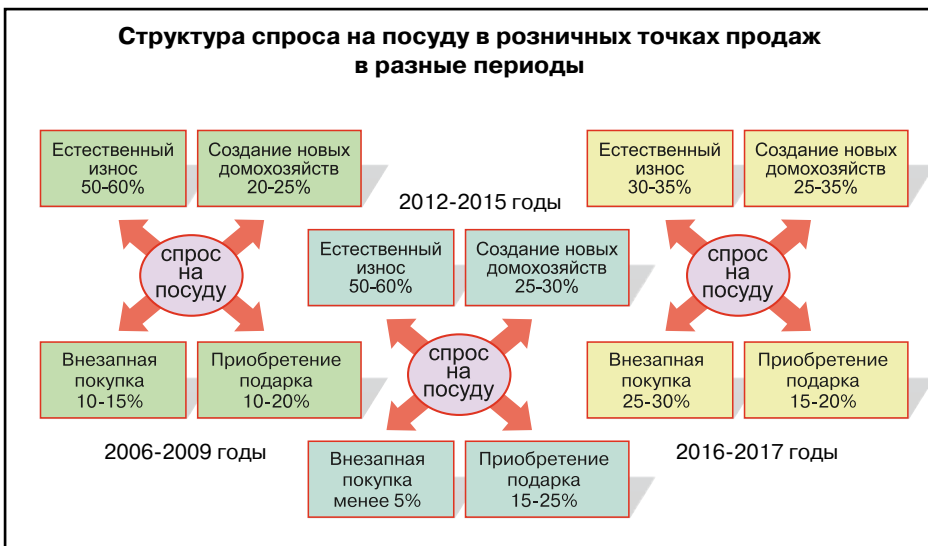 Структура спроса на посуду в розничных точках продаж
в разные периоды
Естественный
износ
50-60%
Создание новых
домохозяйств
20-25%
спрос
на
посуду
Внезапная
покупка
10-15%
Приобретение
подарка
10-20%
2006-2009 годы
2012-2015 годы
Естественный
износ
50-60%
Создание новых
домохозяйств
25-30%
спрос
на
посуду
Внезапная
покупка
менее 5%
Приобретение
подарка
15-25%
Естественный
износ
30-35%
Создание новых
домохозяйств
25-35%
спрос
на
посуду
Внезапная
покупка
25-30%
Приобретение
подарка
15-20%
2016-2017 годы